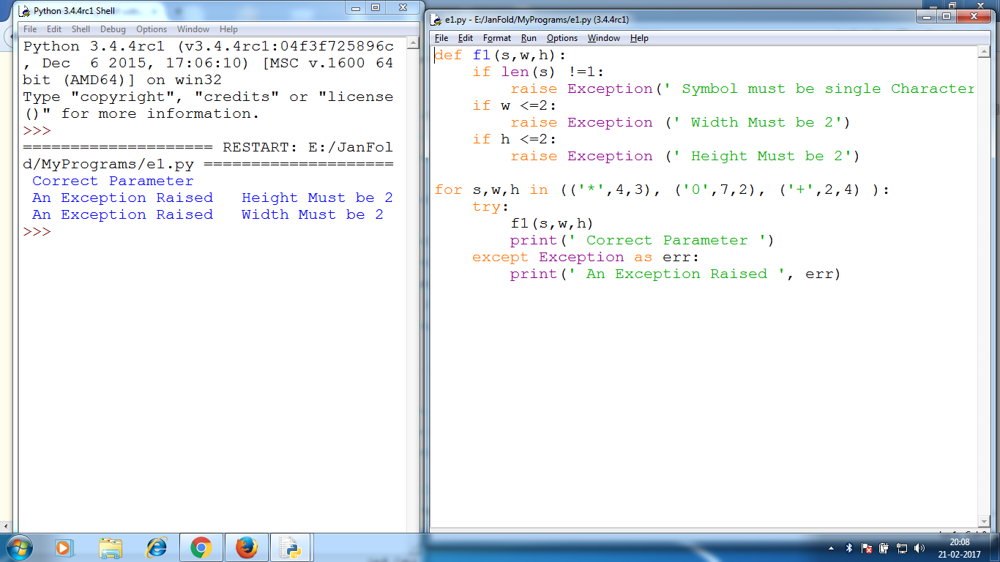 Python 3.4.4rc1 Shell
File Edit Shell Debug Options Window Help
Python 3.4.4rc1 (v3.4.4rc1:04f3f725896c
, Dec  6 2015, 17:06:10) [MSC v.1600 64
bit (AMD64)] on win32
Type "copyright", "credits" or "license
()" for more information.
>>>
==================== RESTART: E:/JanFol
d/MyPrograms/e1.py ====================
 Correct Parameter
 An Exception Raised   Height Must be 2
 An Exception Raised   Width Must be 2
>>>
e1.py - E:/JanFold/MyPrograms/e1.py (3.4.4rc1)
File Edit Format Run Options Window Help
def f1(s,w,h):
    if len(s) !=1:
        raise Exception(' Symbol must be single Character
    if w <=2:
        raise Exception (' Width Must be 2')
    if h <=2:
        raise Exception (' Height Must be 2')
for s,w,h in (('*',4,3), ('0',7,2), ('+',2,4) ):
    try:
        f1(s,w,h)
        print(' Correct Parameter ')
    except Exception as err:
        print(' An Exception Raised ', err)
20:08
21-02-2017